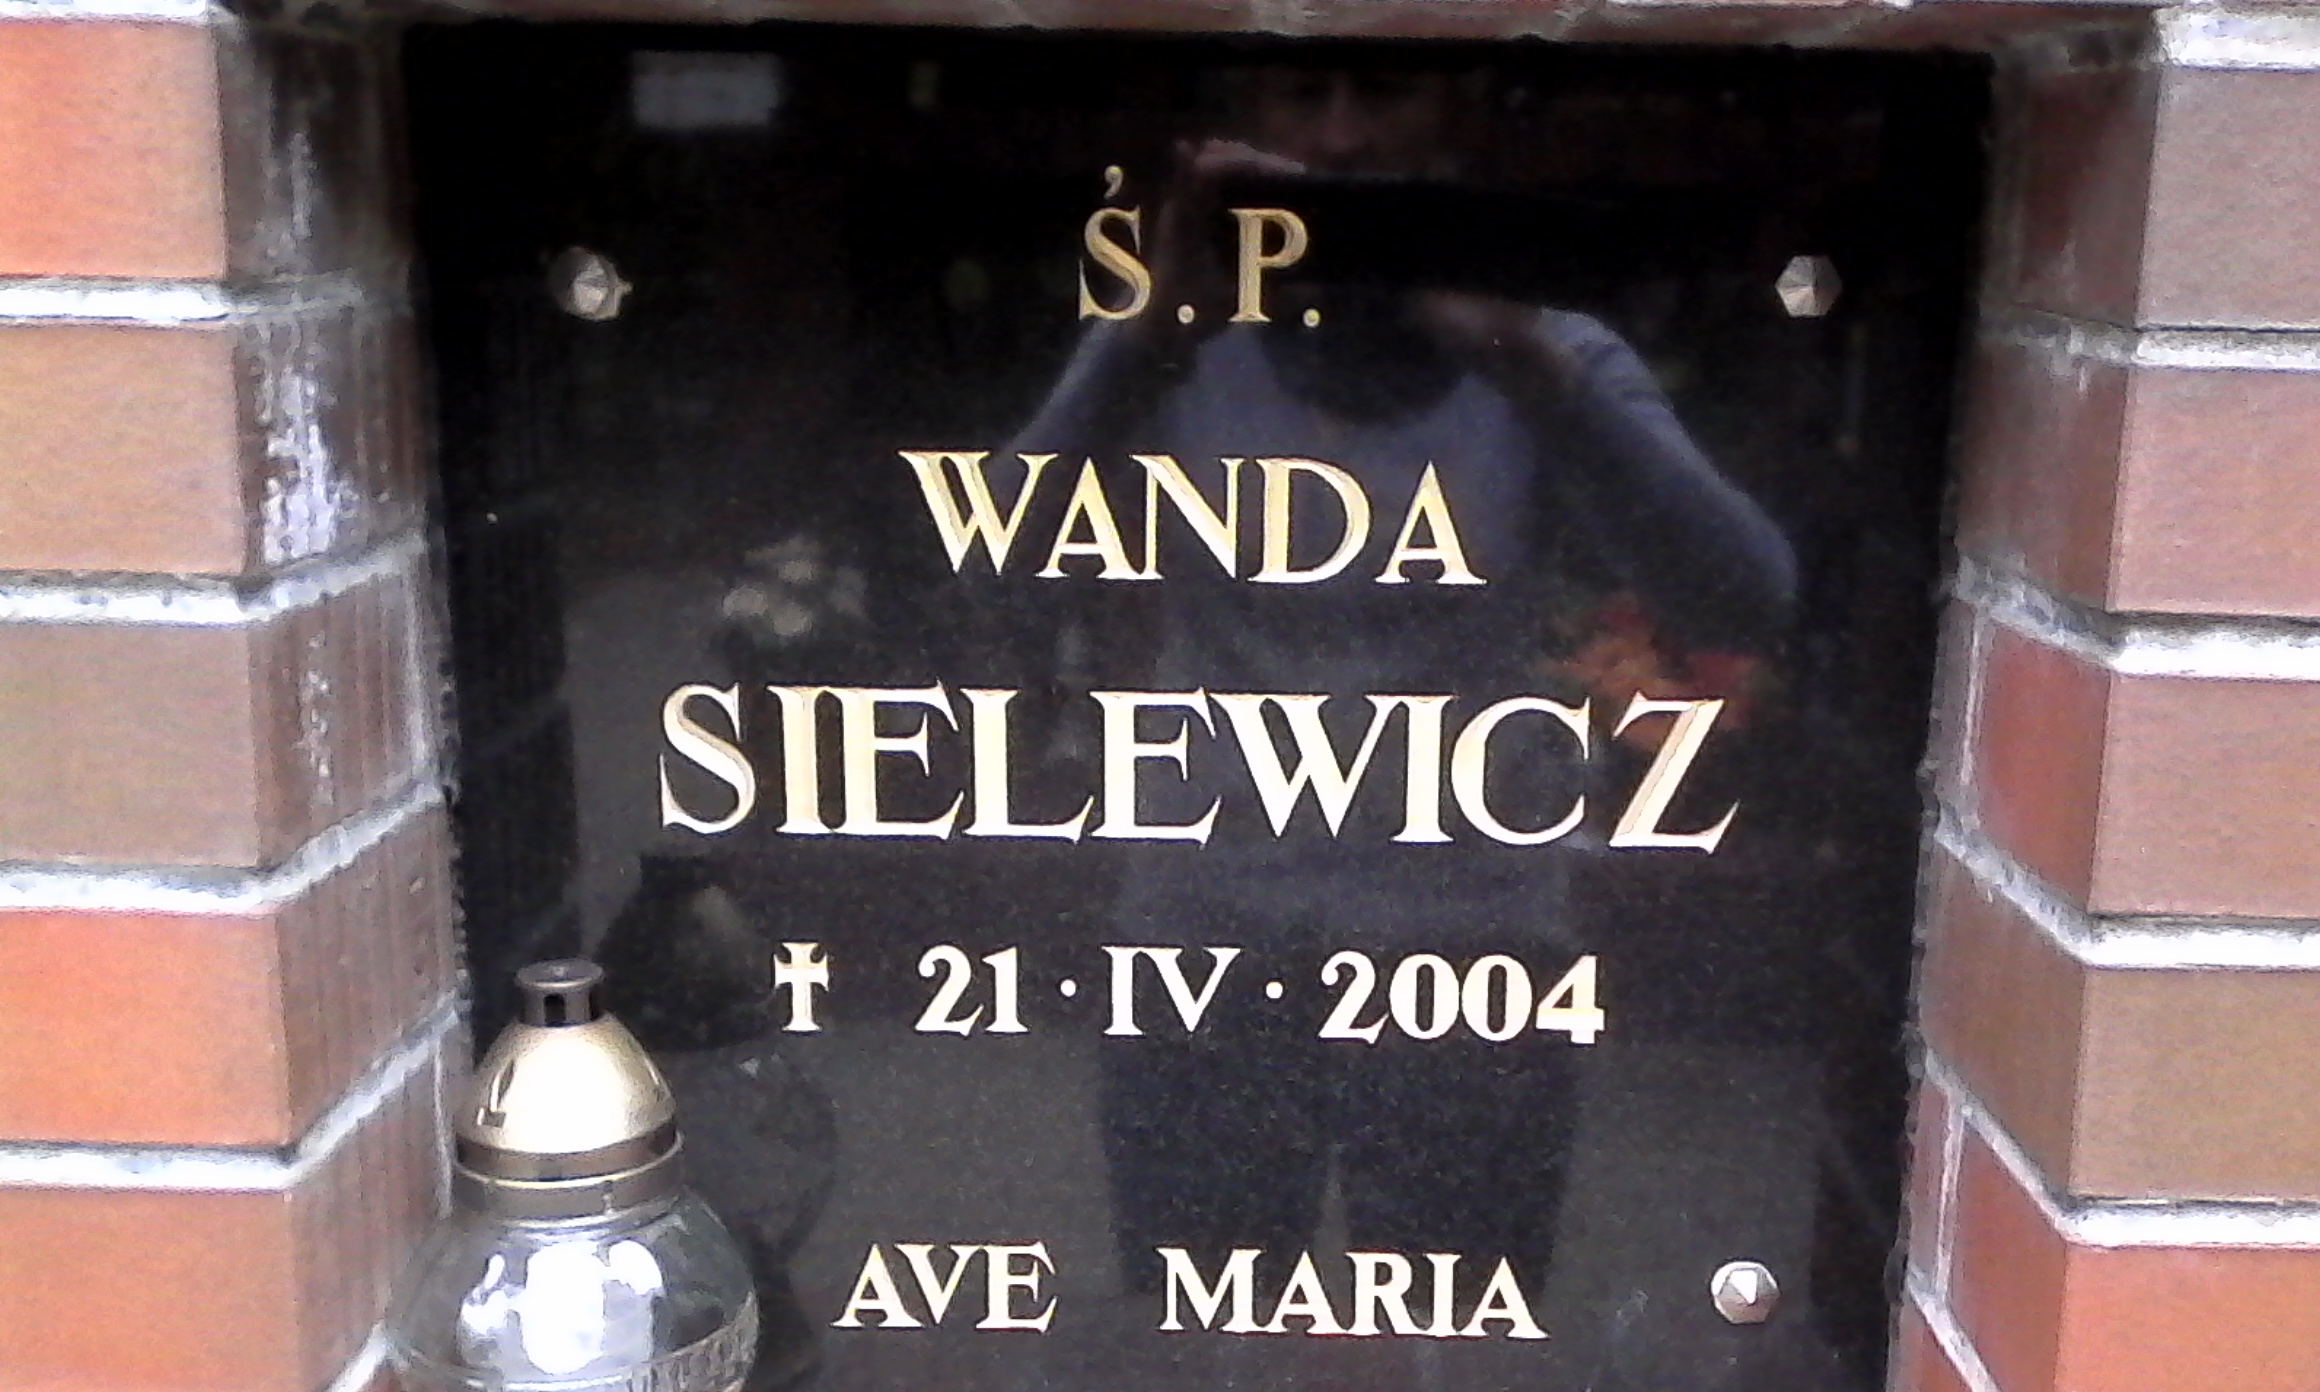 Ś. P.
WANDA
SIELEWICZ
✝ 21·IV·2004
AVE MARIA